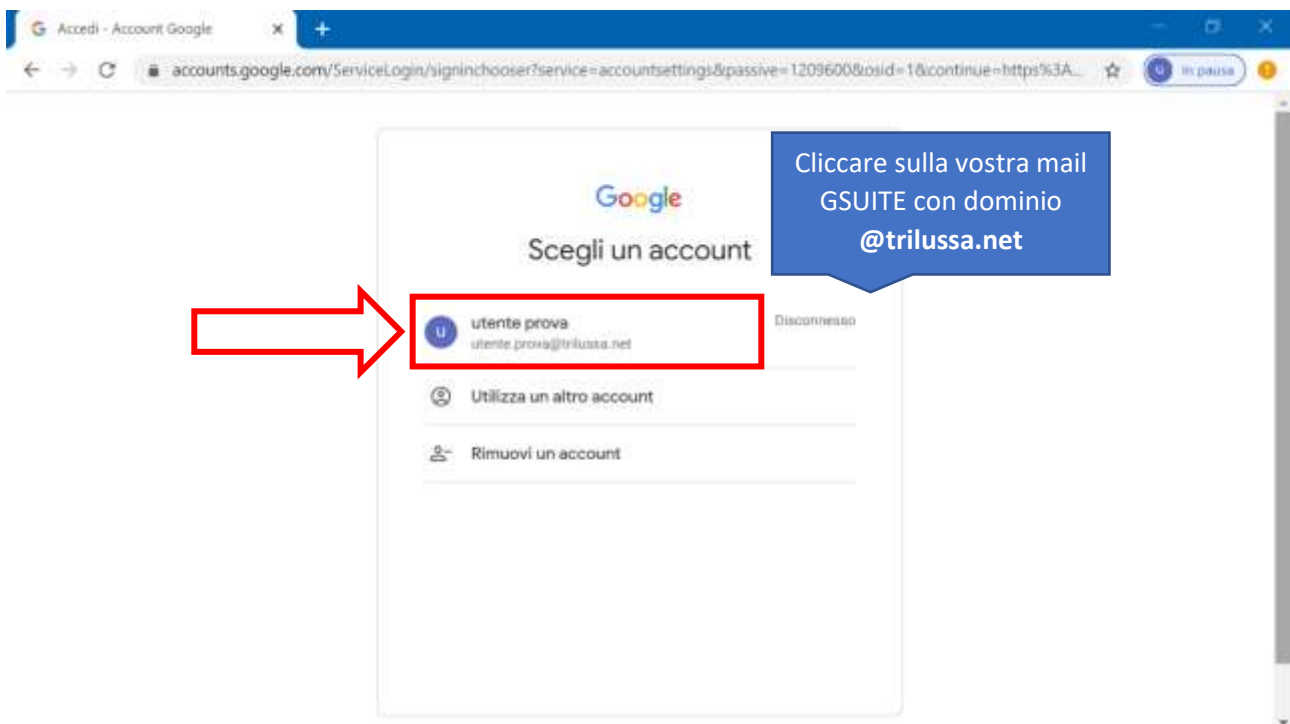 Accedi - Account Google
accounts.google.com/ServiceLogin/signinchooser?service=accountsettings&passive=1209600&osid=1&continue=https%3A...
u
in pausa
Cliccare sulla vostra mail
GSUITE con dominio
@trilussa.net
Google
Scegli un account
u
utente prova
Disconnesso
utente.prova@trilussa.net
Utilizza un altro account
Rimuovi un account